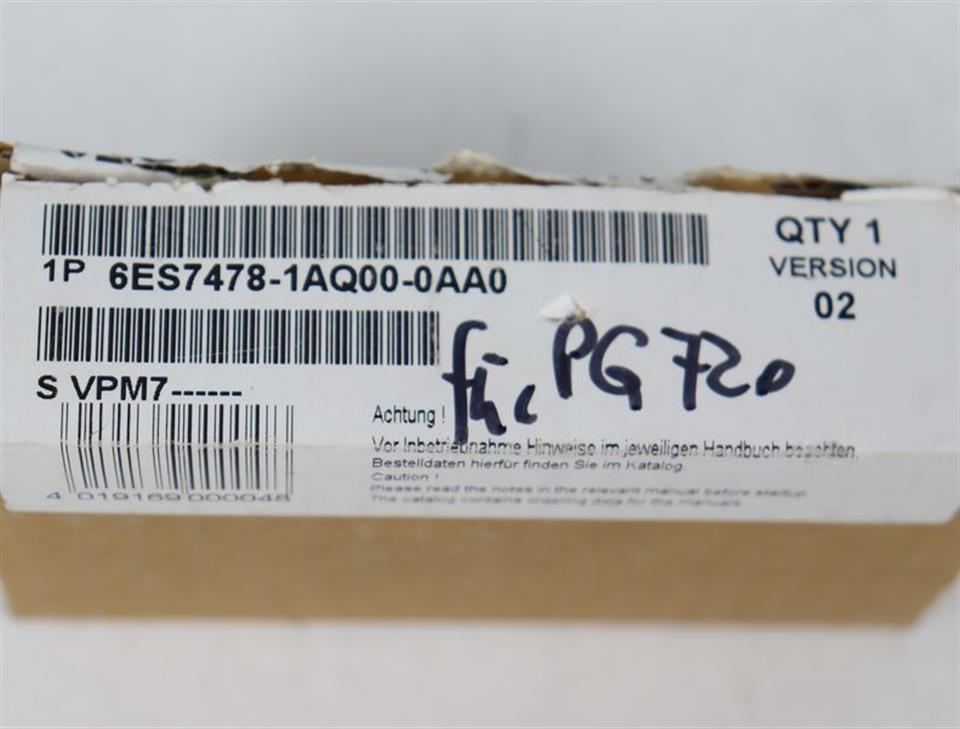 QTY 1
VERSION
02
1P 6ES7478-1AQ00-0AA0
für PG 720
S VPM7------
Achtung !
Vor Inbetriebnahme Hinweise im jeweiligen Handbuch beachten.
Bestelldaten hierfür finden Sie im Katalog.
Caution !
Please read the notes in the relevant manual before startup.
The catalog contains ordering data for the manuals
4 019169 000048